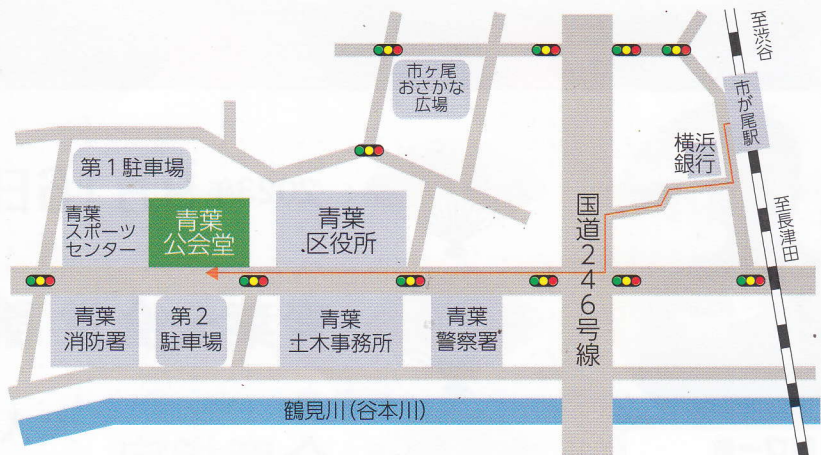 至渋谷
市が尾駅
市ヶ尾
おさかな
広場
横浜
銀行
第1駐車場
至長津田
青葉
スポーツ
センター
青葉
公会堂
青葉
区役所
国道246号線
青葉
消防署
第2
駐車場
青葉
土木事務所
青葉
警察署
鶴見川(谷本川)